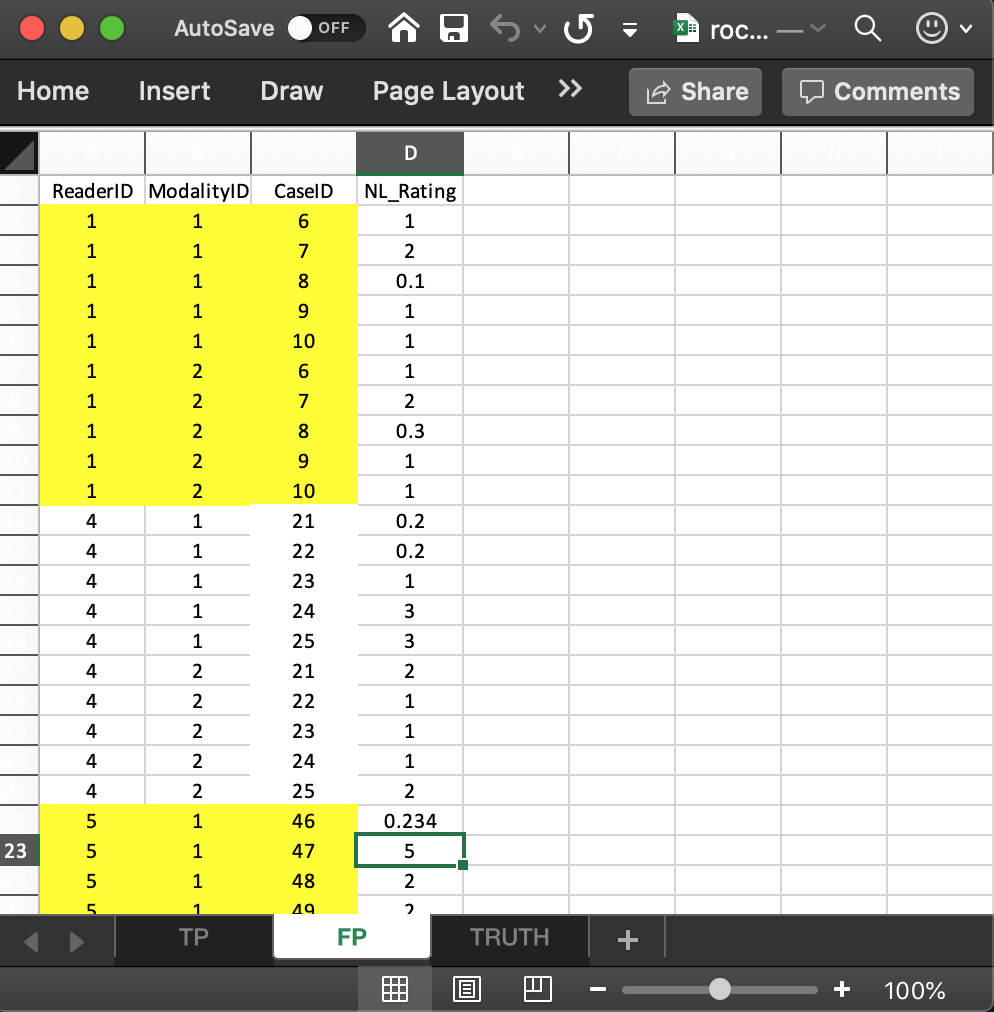 AutoSave OFF roc... —
Home Insert Draw Page Layout >> Share Comments
A B C D E F G H I
1 ReaderID ModalityID CaseID NL_Rating
2 1 1 6 1
3 1 1 7 2
4 1 1 8 0.1
5 1 1 9 1
6 1 1 10 1
7 1 2 6 1
8 1 2 7 2
9 1 2 8 0.3
10 1 2 9 1
11 1 2 10 1
12 4 1 21 0.2
13 4 1 22 0.2
14 4 1 23 1
15 4 1 24 3
16 4 1 25 3
17 4 2 21 2
18 4 2 22 1
19 4 2 23 1
20 4 2 24 1
21 4 2 25 2
22 5 1 46 0.234
23 5 1 47 5
24 5 1 48 2
25 5 1 49 2
TP FP TRUTH +
− + 100%